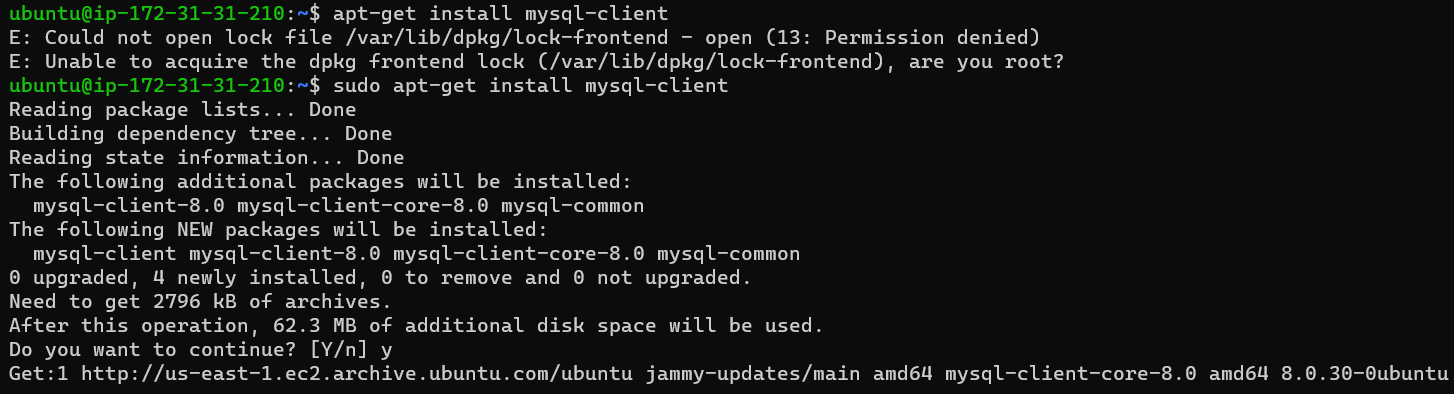 ubuntu@ip-172-31-31-210:~$ apt-get install mysql-client
E: Could not open lock file /var/lib/dpkg/lock-frontend - open (13: Permission denied)
E: Unable to acquire the dpkg frontend lock (/var/lib/dpkg/lock-frontend), are you root?
ubuntu@ip-172-31-31-210:~$ sudo apt-get install mysql-client
Reading package lists... Done
Building dependency tree... Done
Reading state information... Done
The following additional packages will be installed:
  mysql-client-8.0 mysql-client-core-8.0 mysql-common
The following NEW packages will be installed:
  mysql-client mysql-client-8.0 mysql-client-core-8.0 mysql-common
0 upgraded, 4 newly installed, 0 to remove and 0 not upgraded.
Need to get 2796 kB of archives.
After this operation, 62.3 MB of additional disk space will be used.
Do you want to continue? [Y/n] y
Get:1 http://us-east-1.ec2.archive.ubuntu.com/ubuntu jammy-updates/main amd64 mysql-client-core-8.0 amd64 8.0.30-0ubuntu